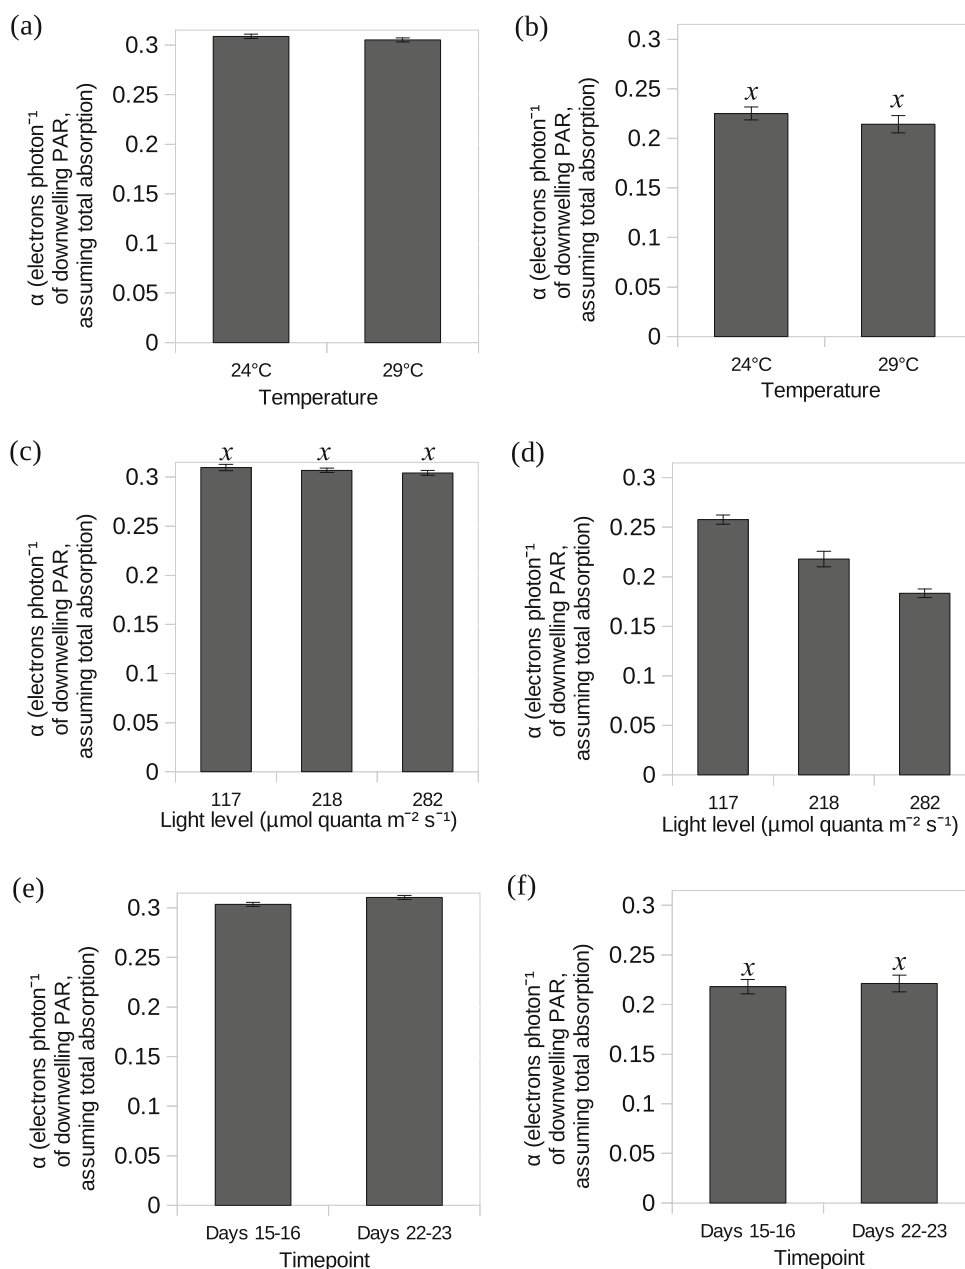 (a)
α (electrons photon⁻¹
of downwelling PAR,
assuming total absorption)
0.3
0.25
0.2
0.15
0.1
0.05
0
24°C 29°C
Temperature
(b)
α (electrons photon⁻¹
of downwelling PAR,
assuming total absorption)
0.3
0.25
0.2
0.15
0.1
0.05
0
x x
24°C 29°C
Temperature
(c)
α (electrons photon⁻¹
of downwelling PAR,
assuming total absorption)
0.3
0.25
0.2
0.15
0.1
0.05
0
x x x
117 218 282
Light level (µmol quanta m⁻² s⁻¹)
(d)
α (electrons photon⁻¹
of downwelling PAR,
assuming total absorption)
0.3
0.25
0.2
0.15
0.1
0.05
0
117 218 282
Light level (µmol quanta m⁻² s⁻¹)
(e)
α (electrons photon⁻¹
of downwelling PAR,
assuming total absorption)
0.3
0.25
0.2
0.15
0.1
0.05
0
Days 15-16 Days 22-23
Timepoint
(f)
α (electrons photon⁻¹
of downwelling PAR,
assuming total absorption)
0.3
0.25
0.2
0.15
0.1
0.05
0
x x
Days 15-16 Days 22-23
Timepoint